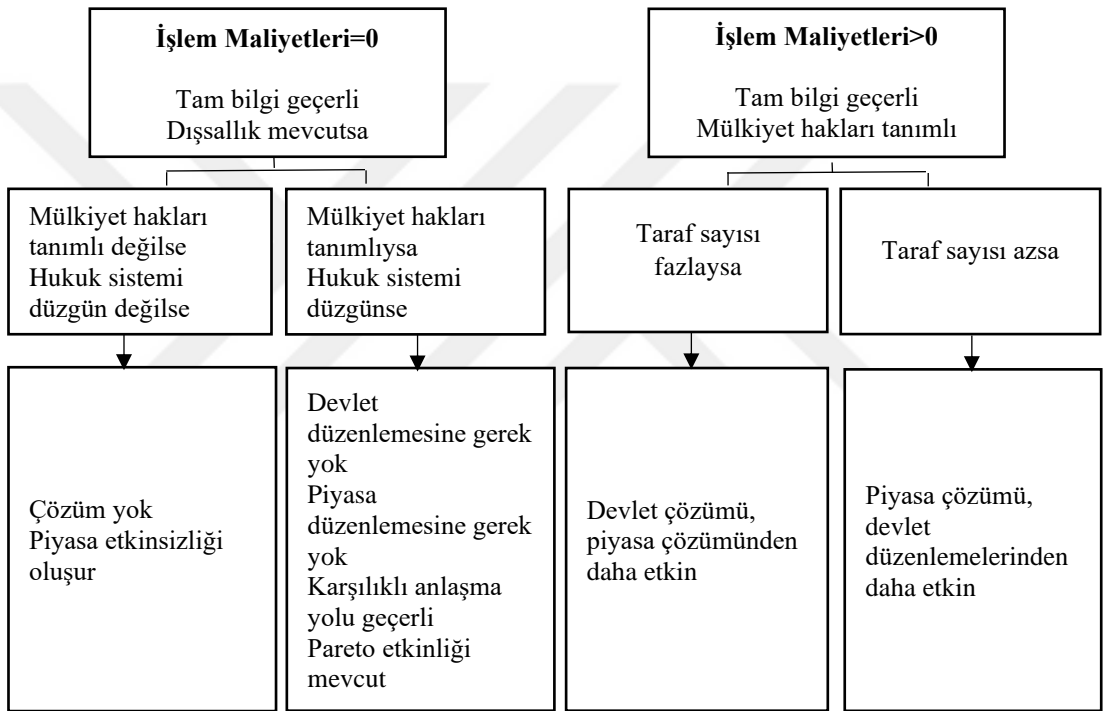 İşlem Maliyetleri=0
Tam bilgi geçerli
Dışsallık mevcutsa
İşlem Maliyetleri>0
Tam bilgi geçerli
Mülkiyet hakları tanımlı
Mülkiyet hakları
tanımlı değilse
Hukuk sistemi
düzgün değilse
Mülkiyet hakları
tanımlıysa
Hukuk sistemi
düzgünse
Taraf sayısı
fazlaysa
Taraf sayısı azsa
Çözüm yok
Piyasa etkinsizliği
oluşur
Devlet
düzenlemesine gerek
yok
Piyasa
düzenlemesine gerek
yok
Karşılıklı anlaşma
yolu geçerli
Pareto etkinliği
mevcut
Devlet çözümü,
piyasa çözümünden
daha etkin
Piyasa çözümü,
devlet
düzenlemelerinden
daha etkin